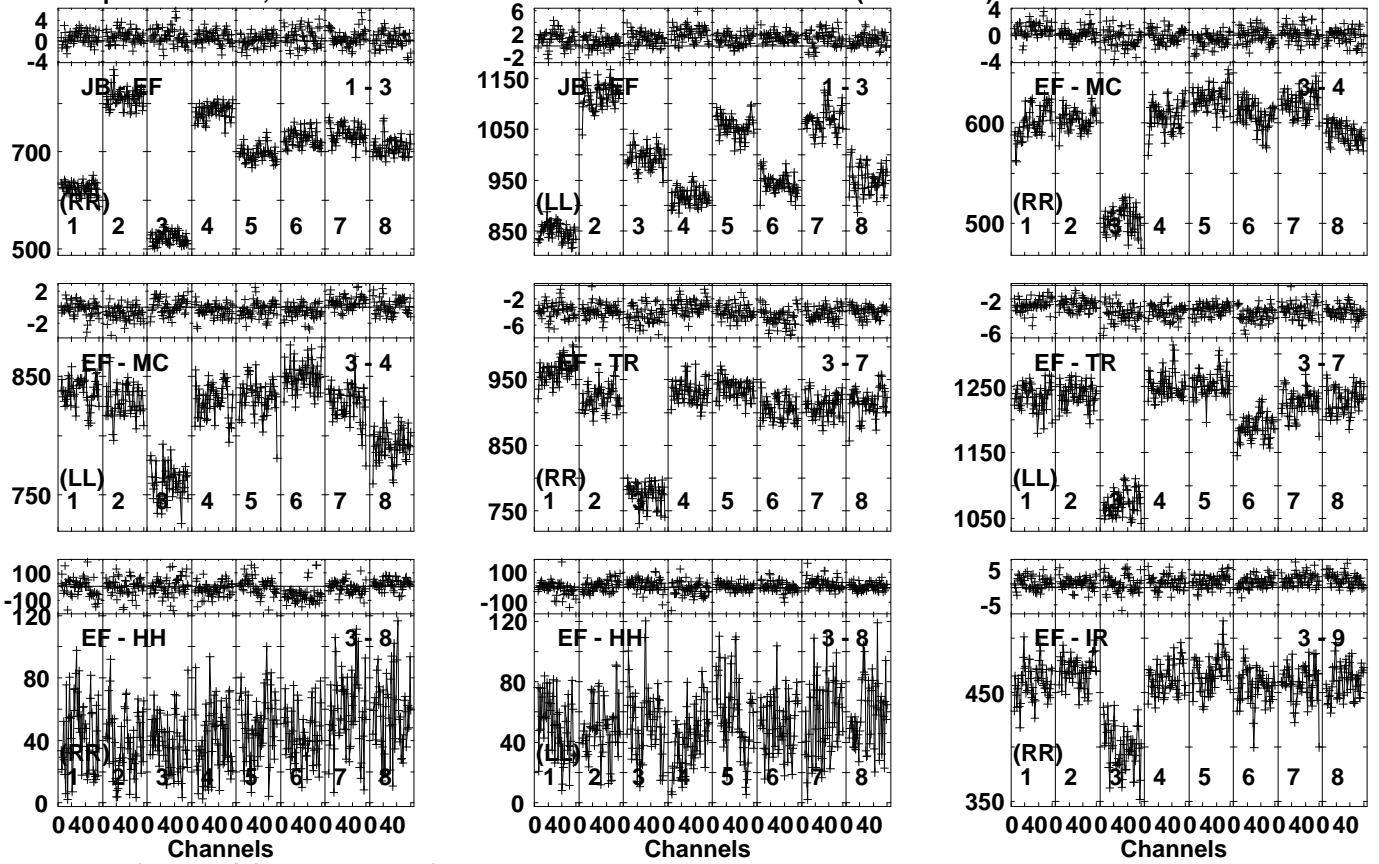 4 6 4
0 2 0
-4 -2 -4
JB - EF 1 - 3 1150 JB - EF 1 - 3 EF - MC 3 - 4
1050 600
700 950
(RR) (LL) (RR)
1 2 3 4 5 6 7 8 1 2 3 4 5 6 7 8 1 2 3 4 5 6 7 8
500 850 500
2 -2 -2
-2 -6 -6
EF - MC 3 - 4 EF - TR 3 - 7 EF - TR 3 - 7
850 950 1250
850 1150
(LL) (RR) (LL)
750 1 2 3 4 5 6 7 8 750 1 2 3 4 5 6 7 8 1050 1 2 3 4 5 6 7 8
100 100 5
-100 -100 -5
120 120
EF - HH 3 - 8 EF - HH 3 - 8 EF - IR 3 - 9
80 80 450
40 40
(RR) (LL) (RR)
1 2 3 4 5 6 7 8 1 2 3 4 5 6 7 8 1 2 3 4 5 6 7 8
0 0 350
0 40 0 40 0 40 0 40 0 40 0 40 0 40 0 40 0 40 0 40 0 40 0 40 0 40 0 40 0 40 0 40 0 40 0 40 0 40 0 40 0 40 0 40 0 40 0 40
Channels Channels Channels